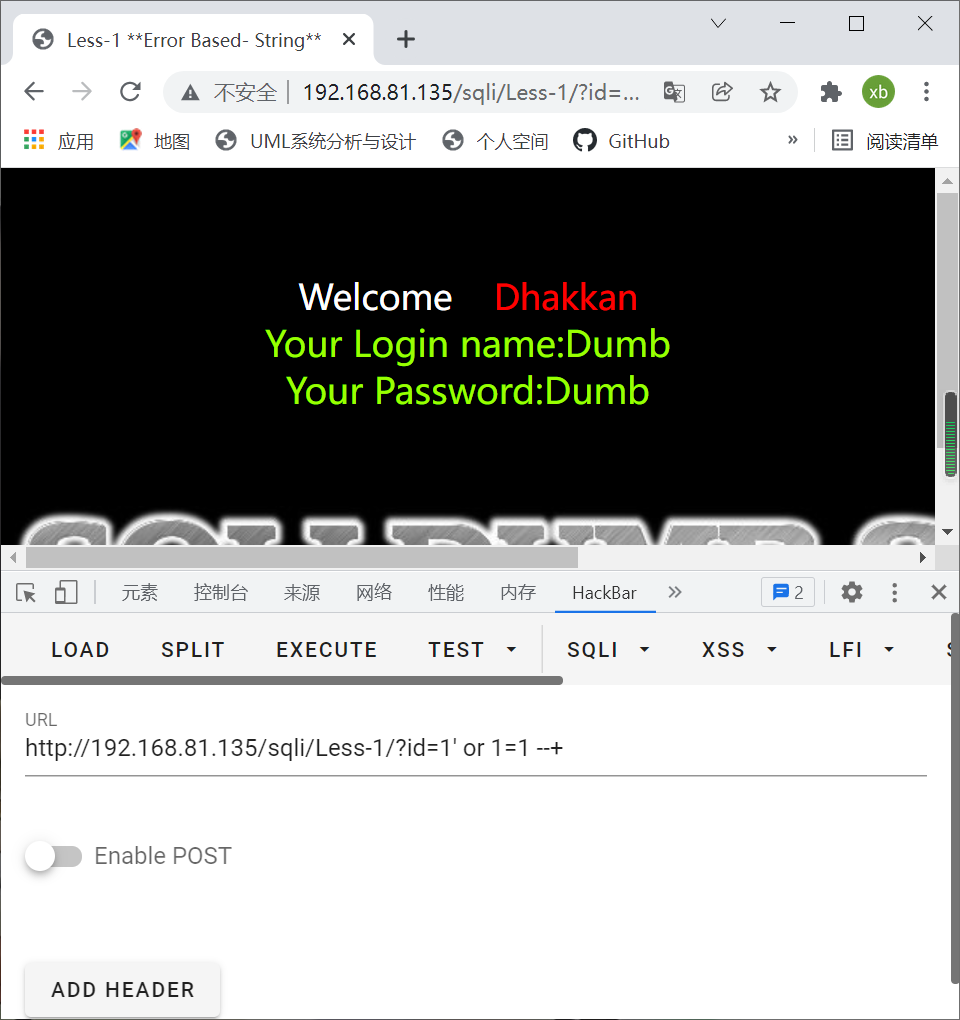 Less-1 **Error Based- String**
不安全 192.168.81.135/sqli/Less-1/?id=... xb
应用 地图 UML系统分析与设计 个人空间 GitHub » 阅读清单
Welcome Dhakkan
Your Login name:Dumb
Your Password:Dumb
元素 控制台 来源 网络 性能 内存 HackBar » 2
LOAD SPLIT EXECUTE TEST SQLI XSS LFI
URL
http://192.168.81.135/sqli/Less-1/?id=1' or 1=1 --+
Enable POST
ADD HEADER